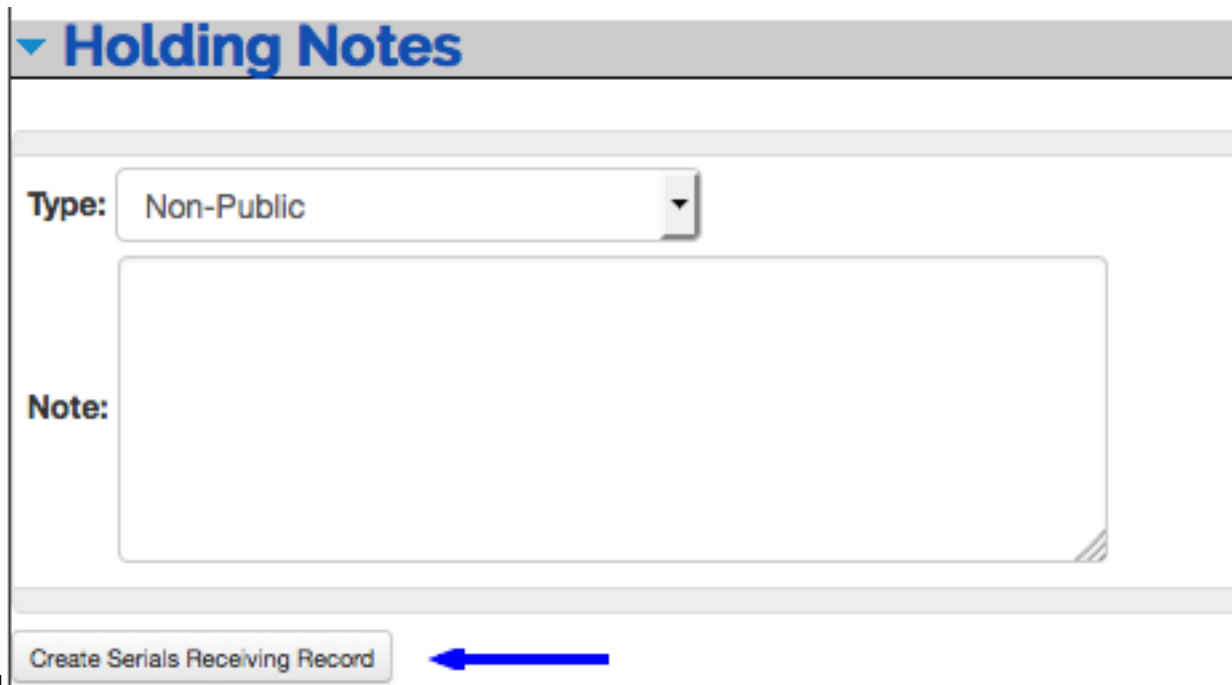 Holding Notes
Type: Non-Public
Note:
Create Serials Receiving Record